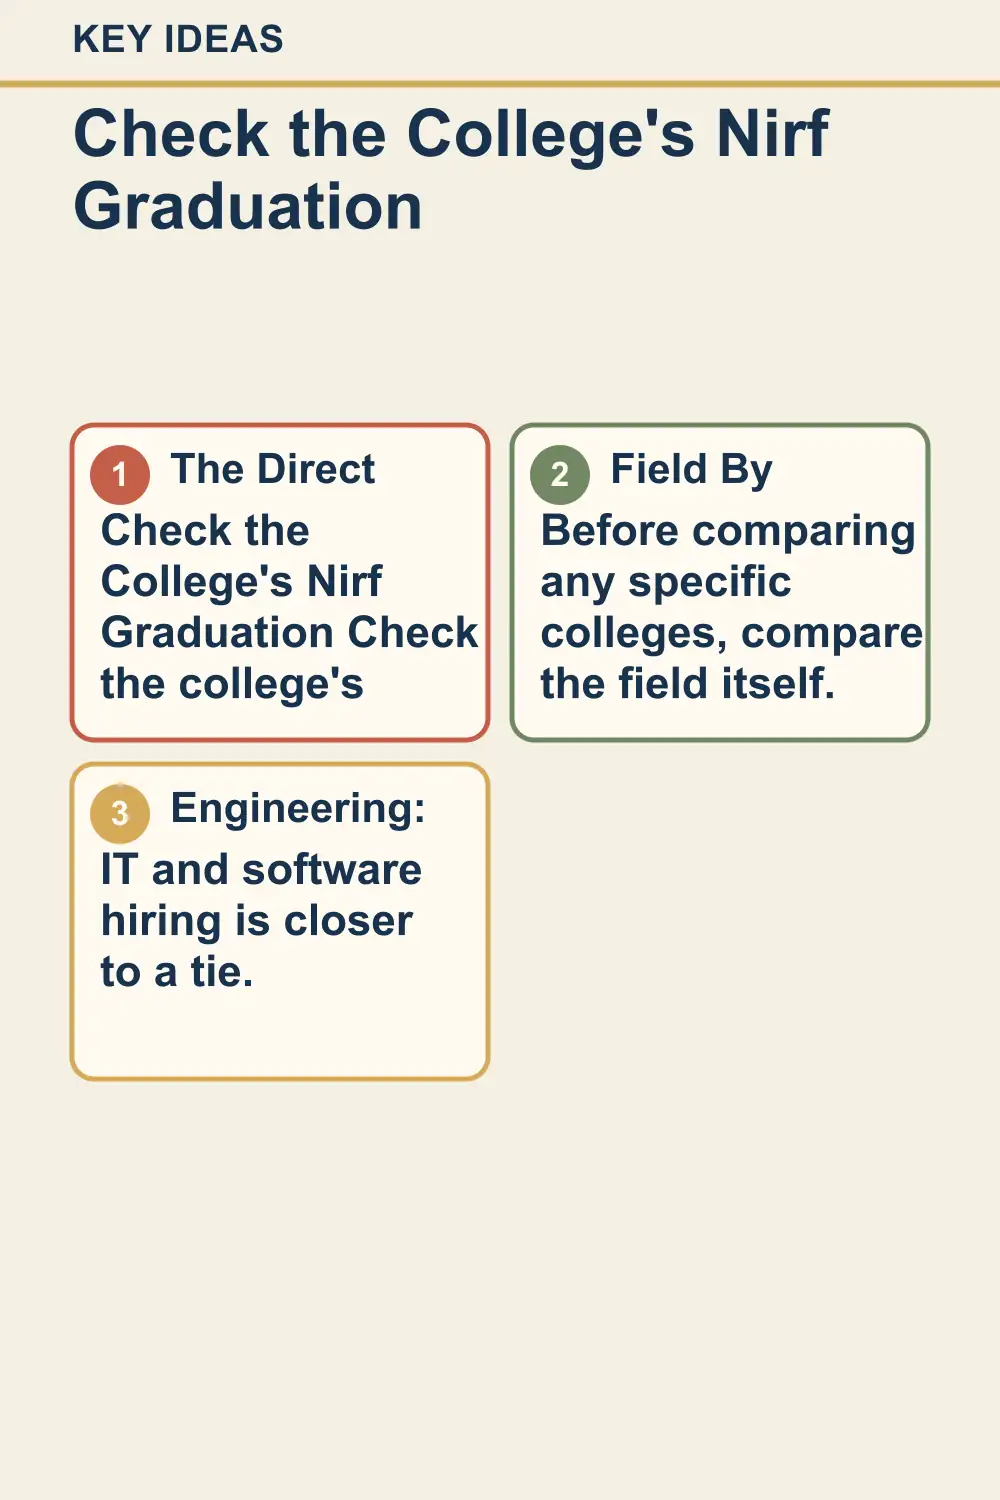 KEY IDEAS
Check the College's Nirf
Graduation
1 The Direct
Check the
College's Nirf
Graduation Check
the college's
2 Field By
Before comparing
any specific
colleges, compare
the field itself.
3 Engineering:
IT and software
hiring is closer
to a tie.